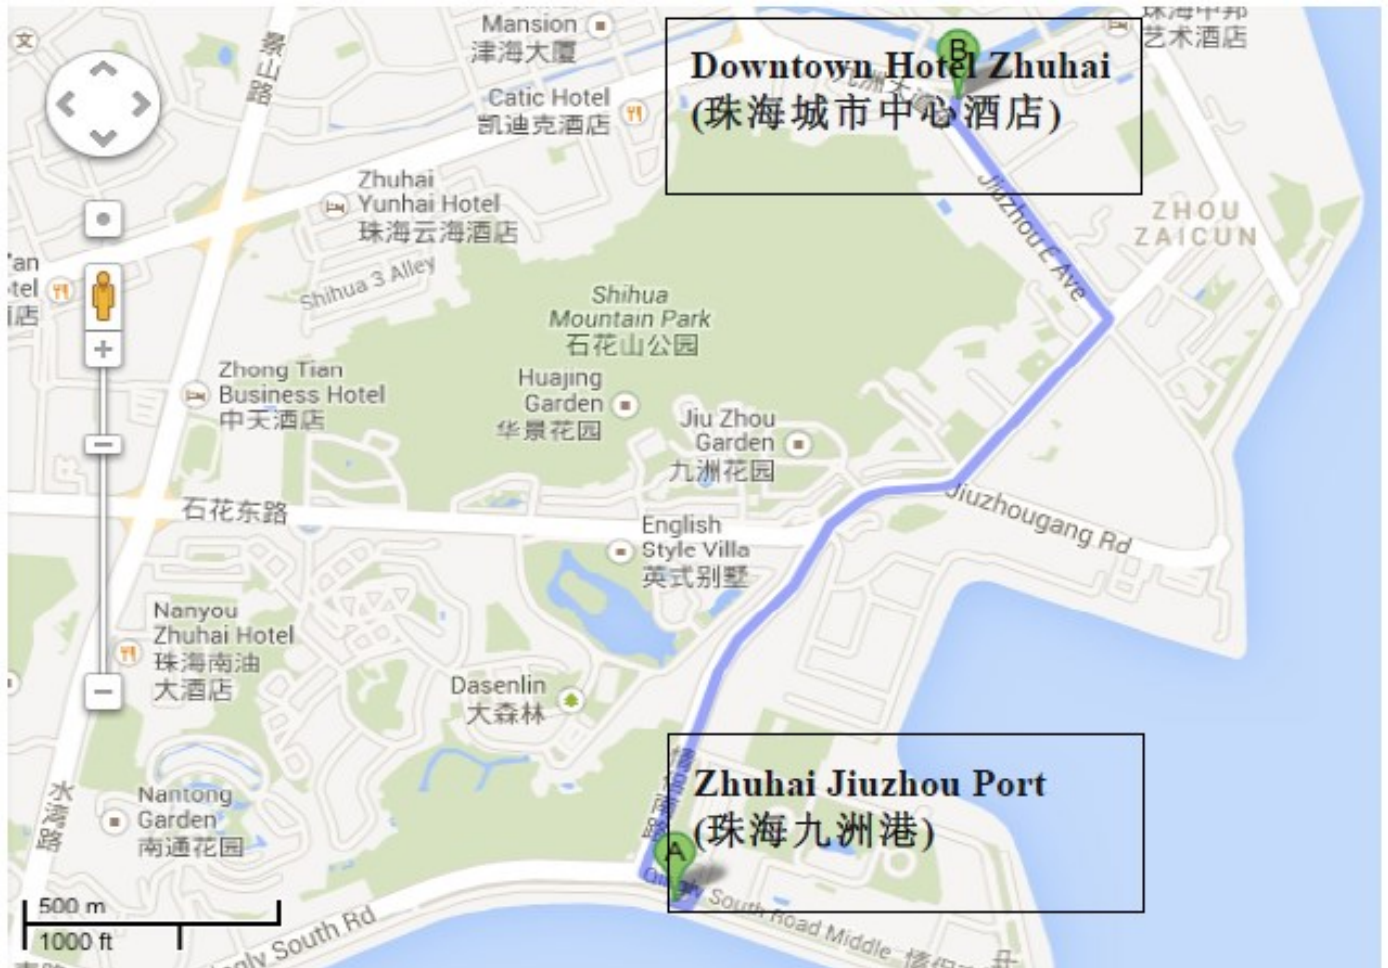 Mansion
津海大厦
Catic Hotel
凯迪克酒店
文
景山路
艺术酒店
Downtown Hotel Zhuhai
(珠海城市中心酒店)
B
Zhuhai
Yunhai Hotel
珠海云海酒店
Shihua 3 Alley
Jiuzhou E Ave
ZHOU
ZAICUN
Shihua
Mountain Park
石花山公园
Zhong Tian
Business Hotel
中天酒店
Huajing
Garden
华景花园
Jiu Zhou
Garden
九洲花园
石花东路
Jiuzhougang Rd
English
Style Villa
英式别墅
Nanyou
Zhuhai Hotel
珠海南油
大酒店
Dasenlin
大森林
Zhuhai Jiuzhou Port
(珠海九洲港)
A
Nantong
Garden
南通花园
South Road Middle
South Rd
500 m
1000 ft